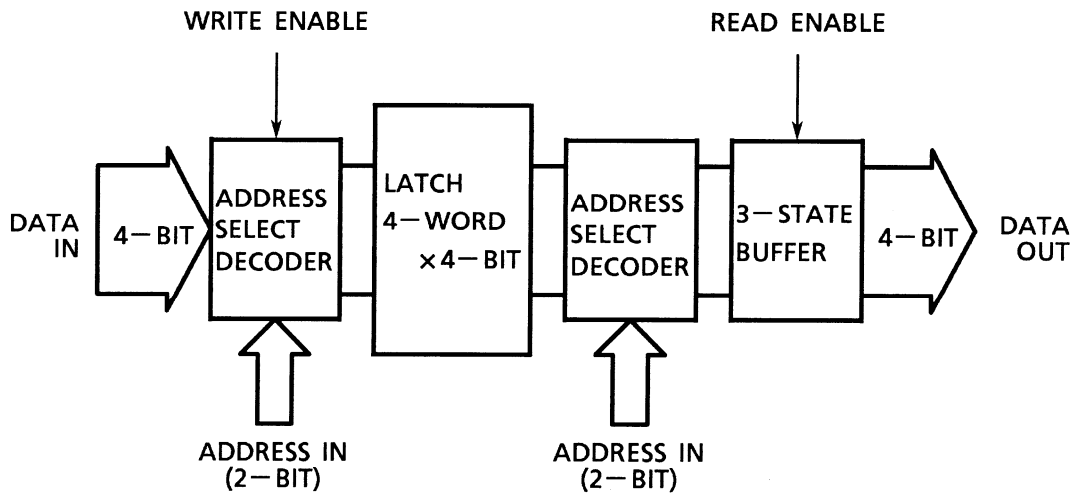 WRITE ENABLE
READ ENABLE
DATA
IN
4-BIT
ADDRESS
SELECT
DECODER
LATCH
4-WORD
×4-BIT
ADDRESS
SELECT
DECODER
3-STATE
BUFFER
4-BIT
DATA
OUT
ADDRESS IN
(2-BIT)
ADDRESS IN
(2-BIT)